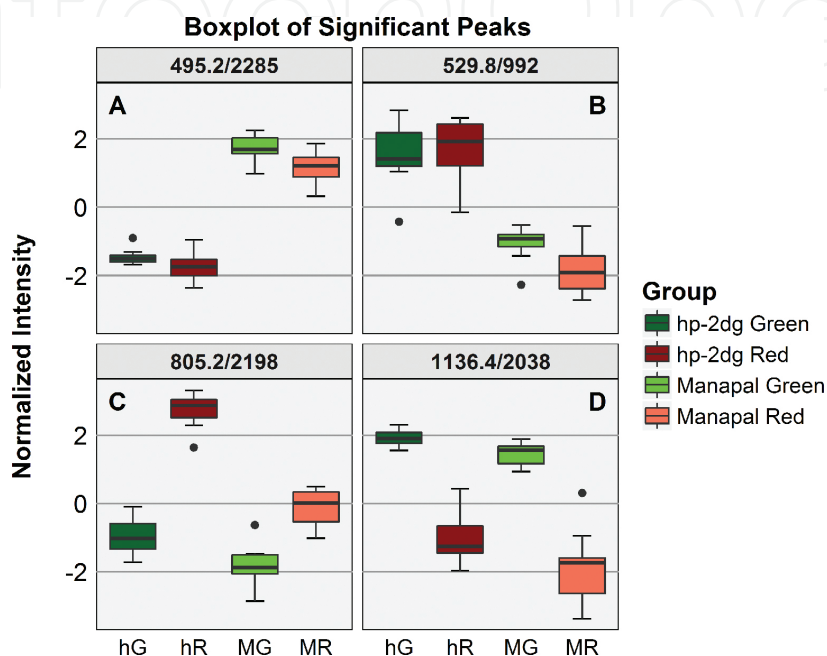 Boxplot of Significant Peaks
495.2/2285
529.8/992
A
B
2
0
-2
Normalized Intensity
805.2/2198
1136.4/2038
C
D
2
0
-2
hG hR MG MR
hG hR MG MR
Group
hp-2dg Green
hp-2dg Red
Manapal Green
Manapal Red